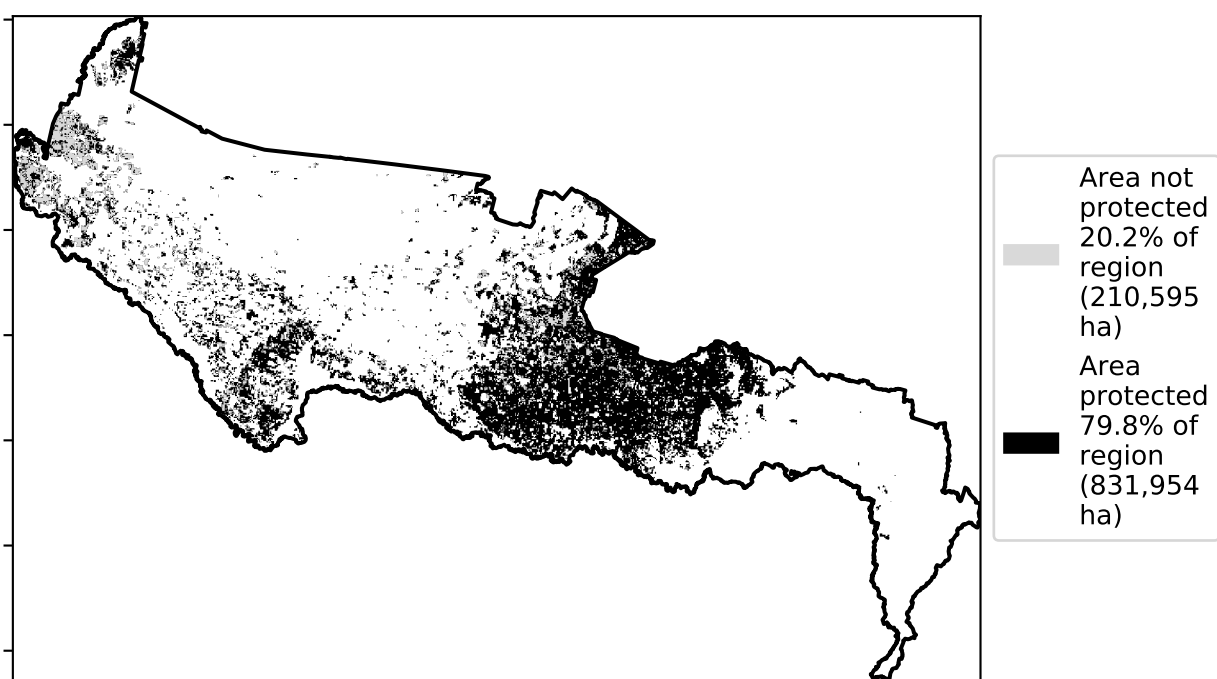 Area not
protected
20.2% of
region
(210,595
ha)
Area
protected
79.8% of
region
(831,954
ha)